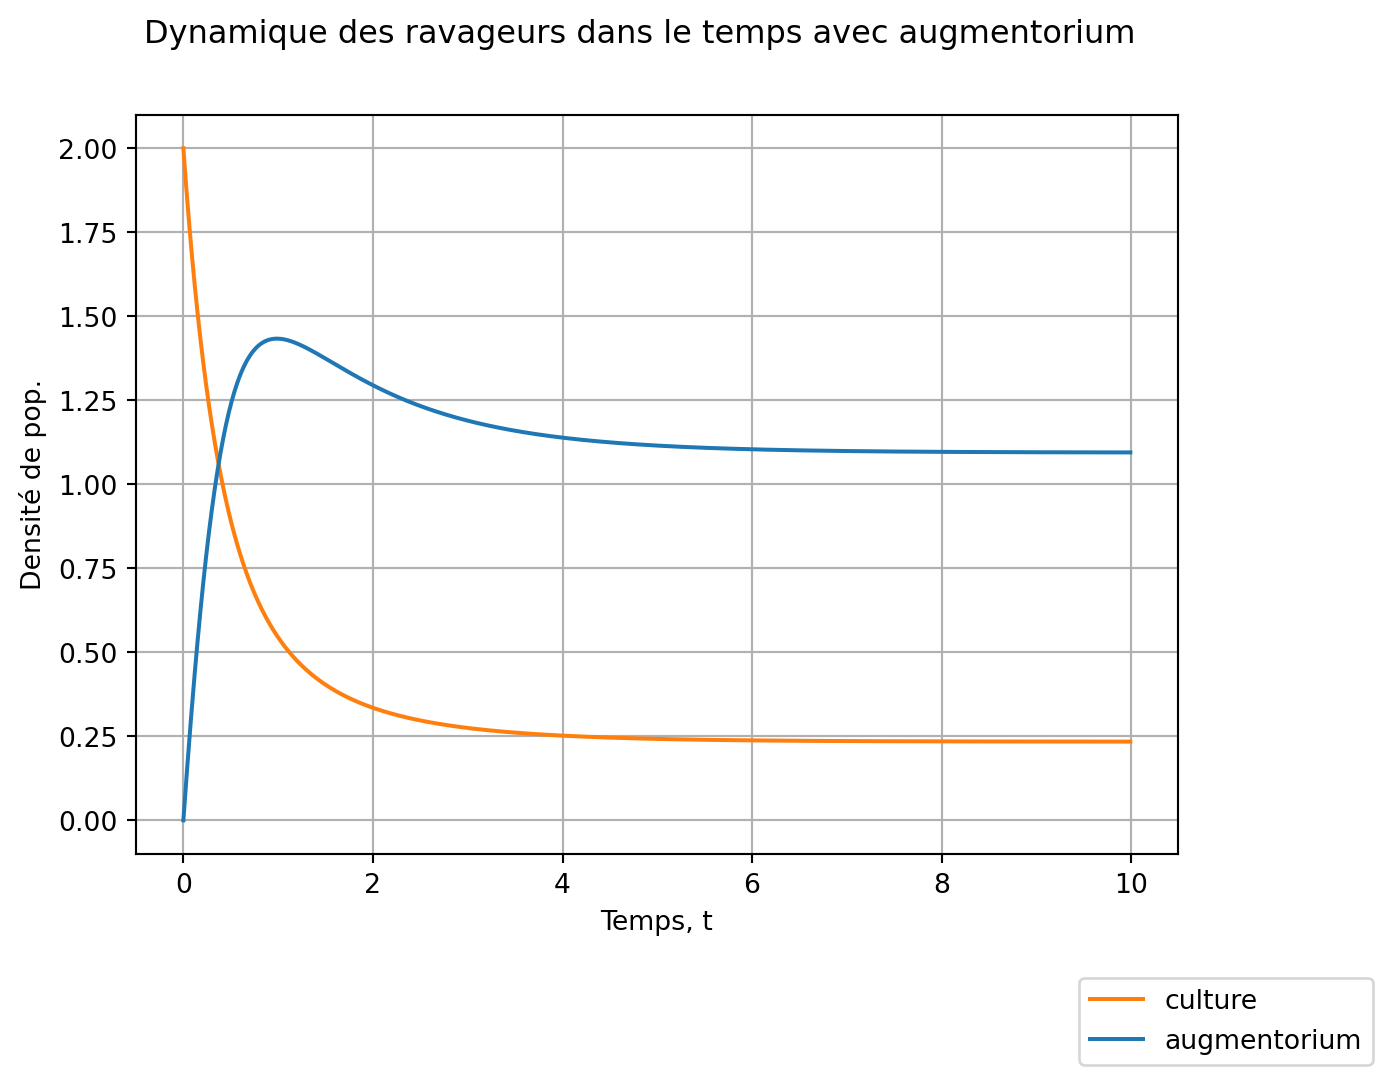 Dynamique des ravageurs dans le temps avec augmentorium
Densité de pop.
2.00
1.75
1.50
1.25
1.00
0.75
0.50
0.25
0.00
0 2 4 6 8 10
Temps, t
culture
augmentorium